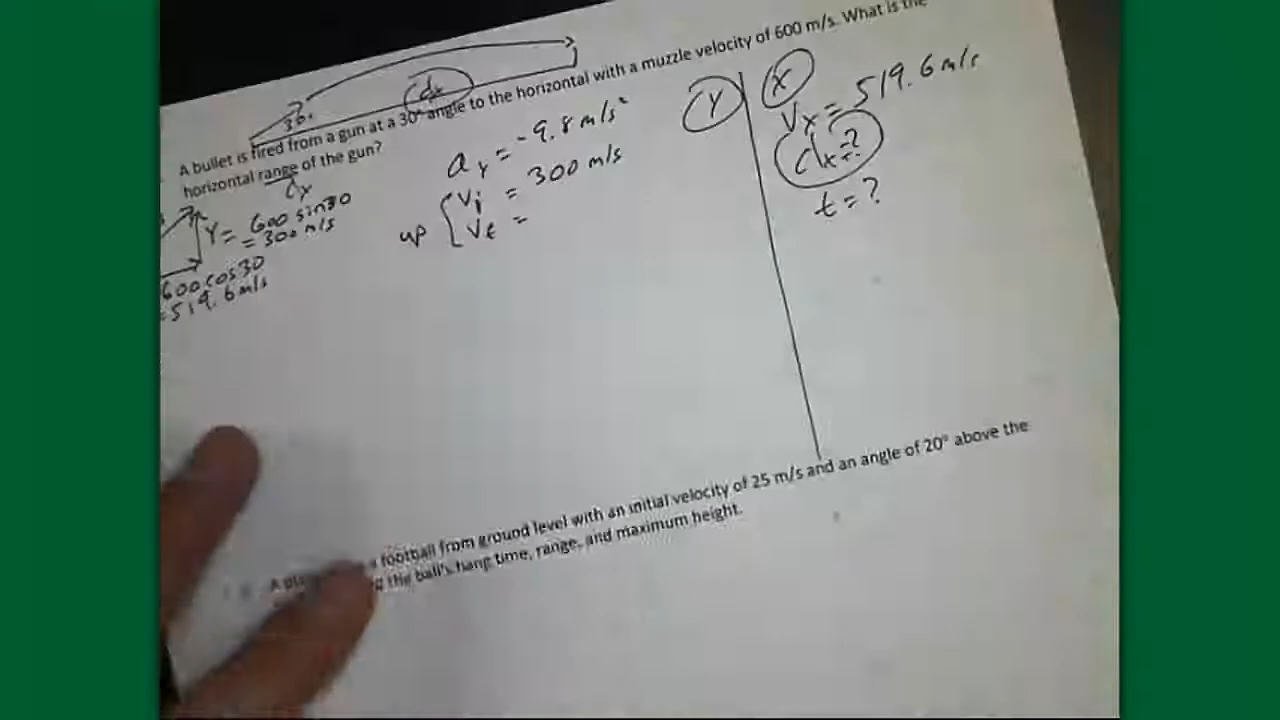 A bullet is fired from a gun at a 30° angle to the horizontal with a muzzle velocity of 600 m/s. What is the
horizontal range of the gun?
30°
dx
dx
Y = 600 sin30
= 300 m/s
600 cos30
= 519.6 m/s
ay = -9.8 m/s²
up
Vi = 300 m/s
Vf =
Y
X
Vx = 519.6 m/s
dx = ?
t = ?
a football from ground level with an initial velocity of 25 m/s and an angle of 20° above the
the ball's hang time, range, and maximum height.